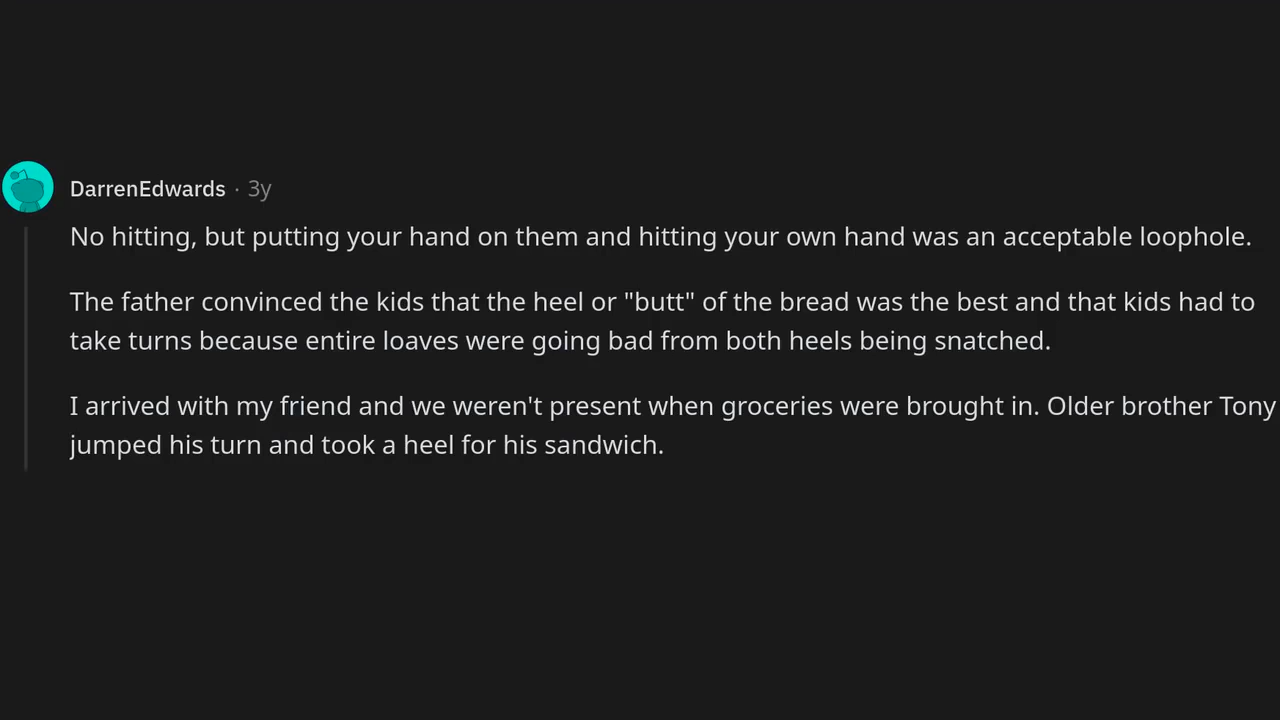 DarrenEdwards · 3y
No hitting, but putting your hand on them and hitting your own hand was an acceptable loophole.
The father convinced the kids that the heel or "butt" of the bread was the best and that kids had to
take turns because entire loaves were going bad from both heels being snatched.
I arrived with my friend and we weren't present when groceries were brought in. Older brother Tony
jumped his turn and took a heel for his sandwich.